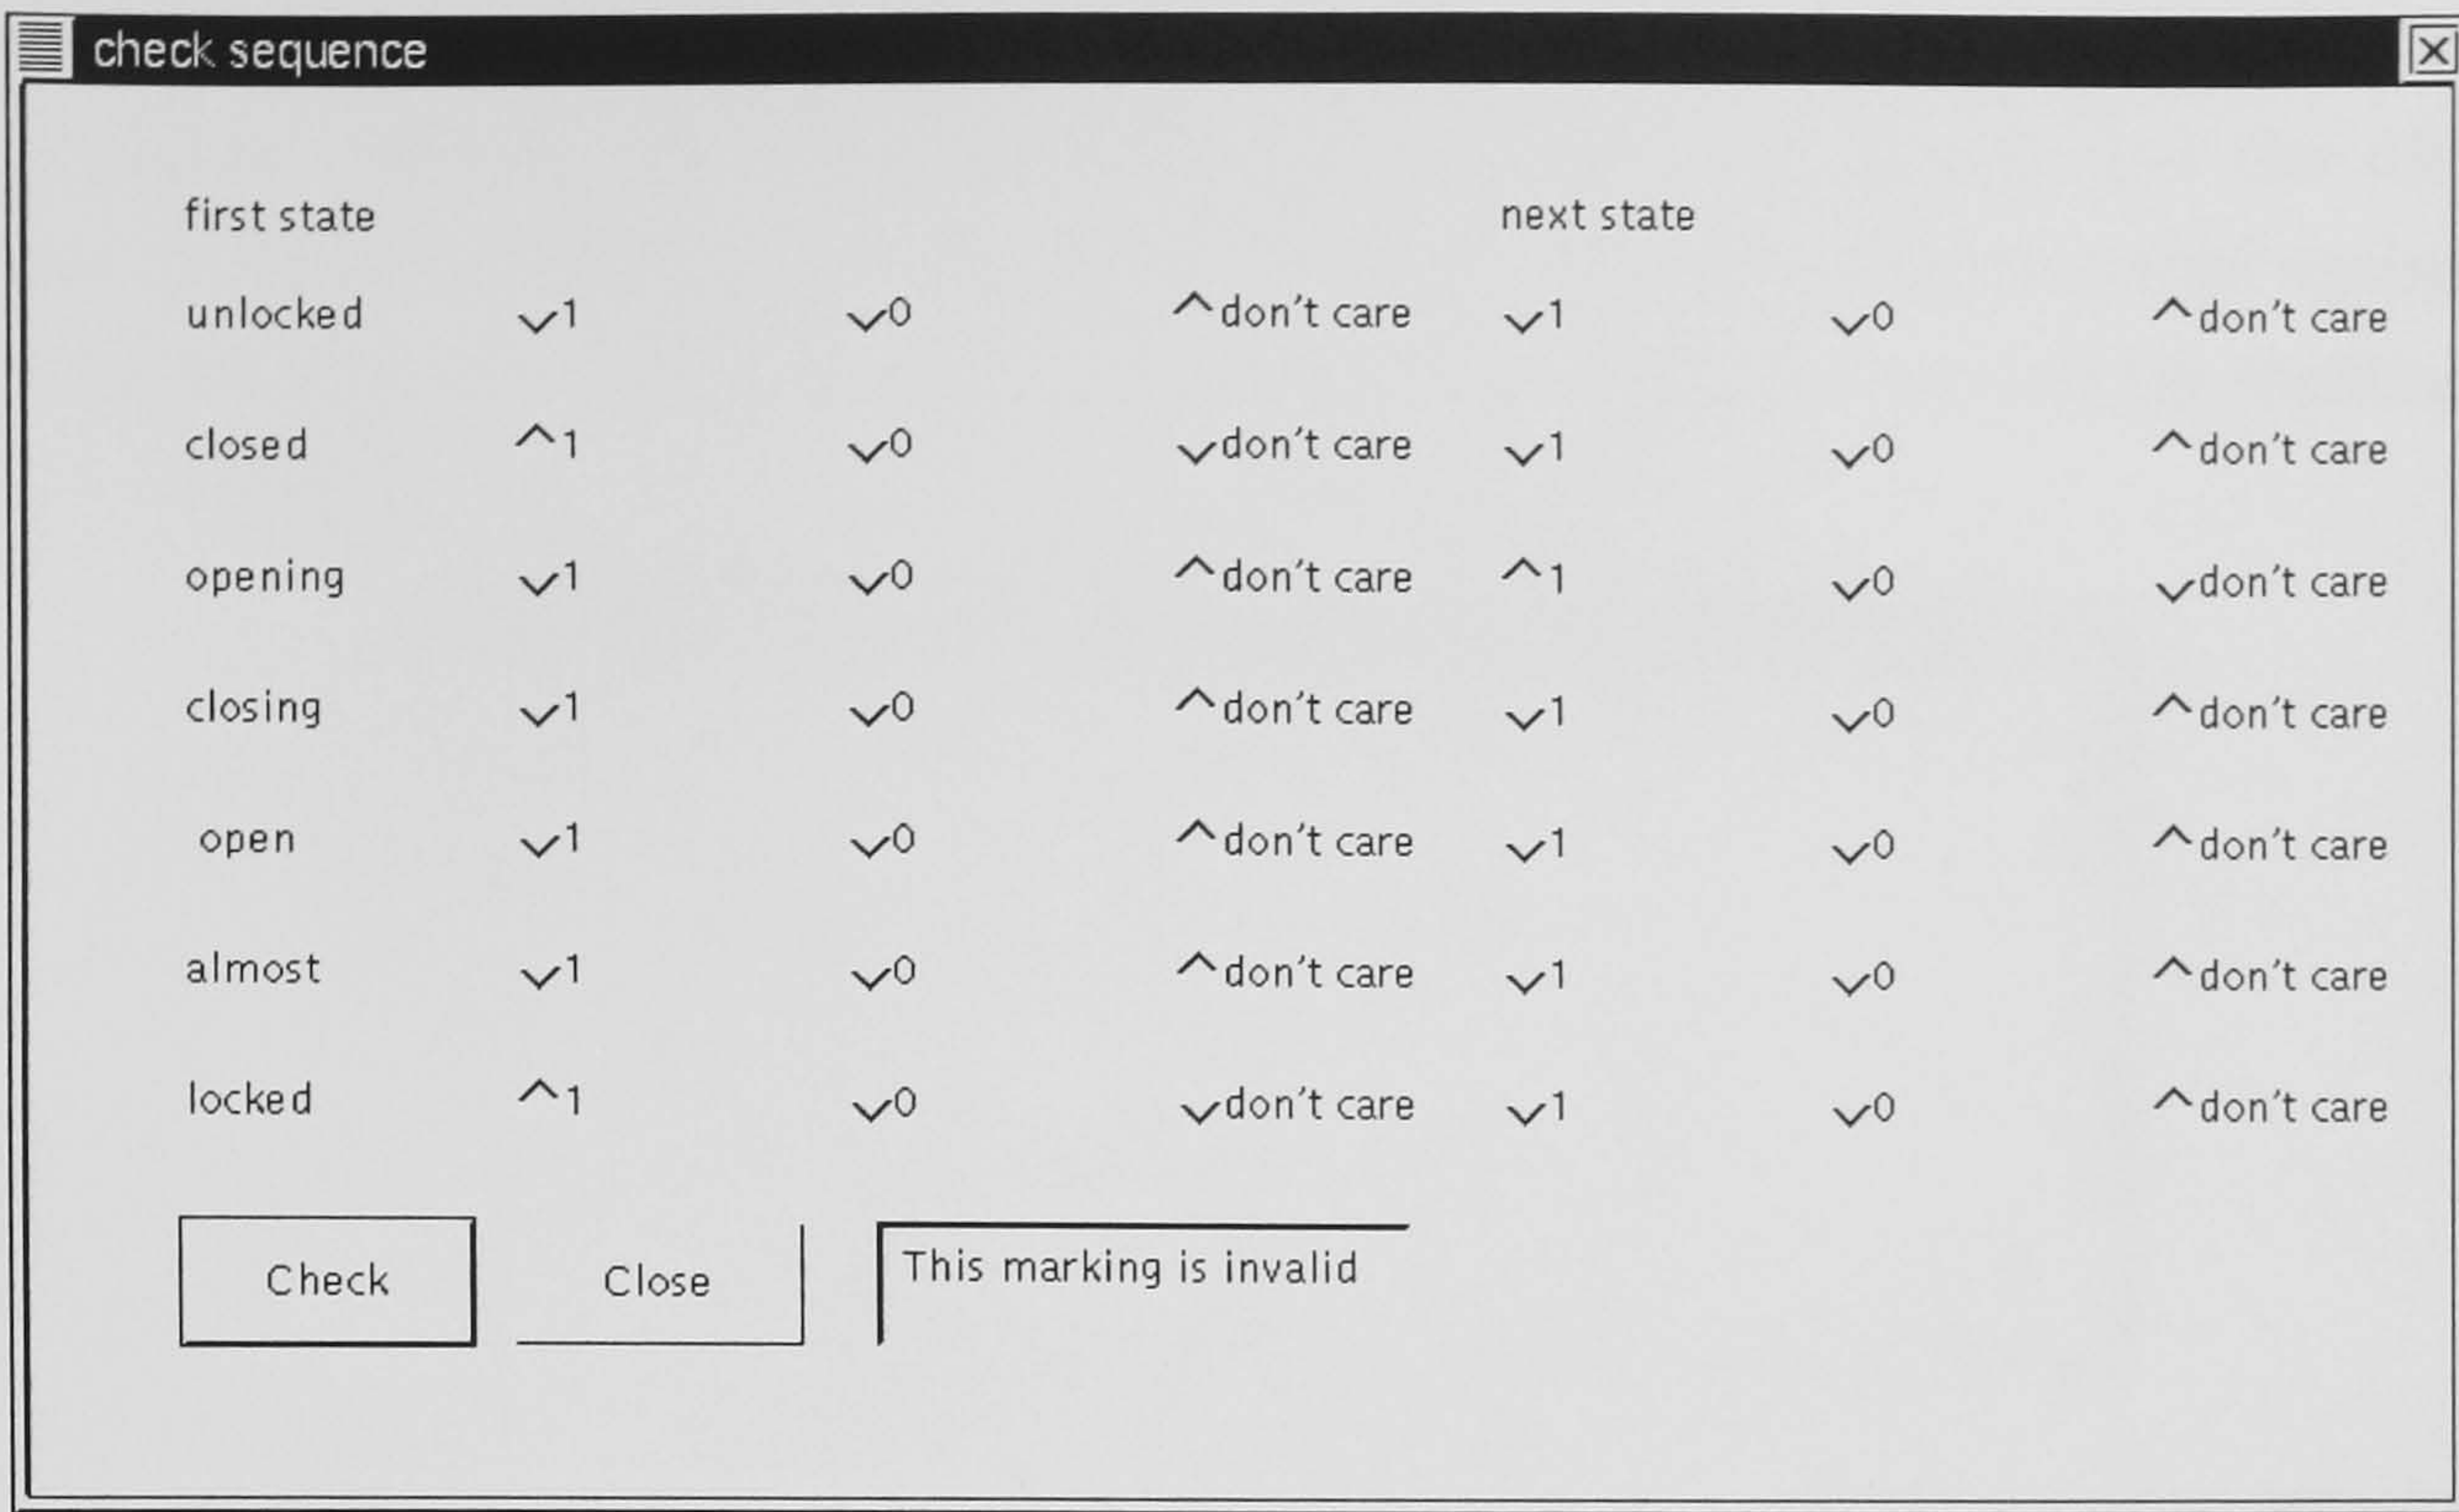 check sequence
first state next state
unlocked 1 0 don't care 1 0 don't care
closed 1 0 don't care 1 0 don't care
opening 1 0 don't care 1 0 don't care
closing 1 0 don't care 1 0 don't care
open 1 0 don't care 1 0 don't care
almost 1 0 don't care 1 0 don't care
locked 1 0 don't care 1 0 don't care
Check Close This marking is invalid